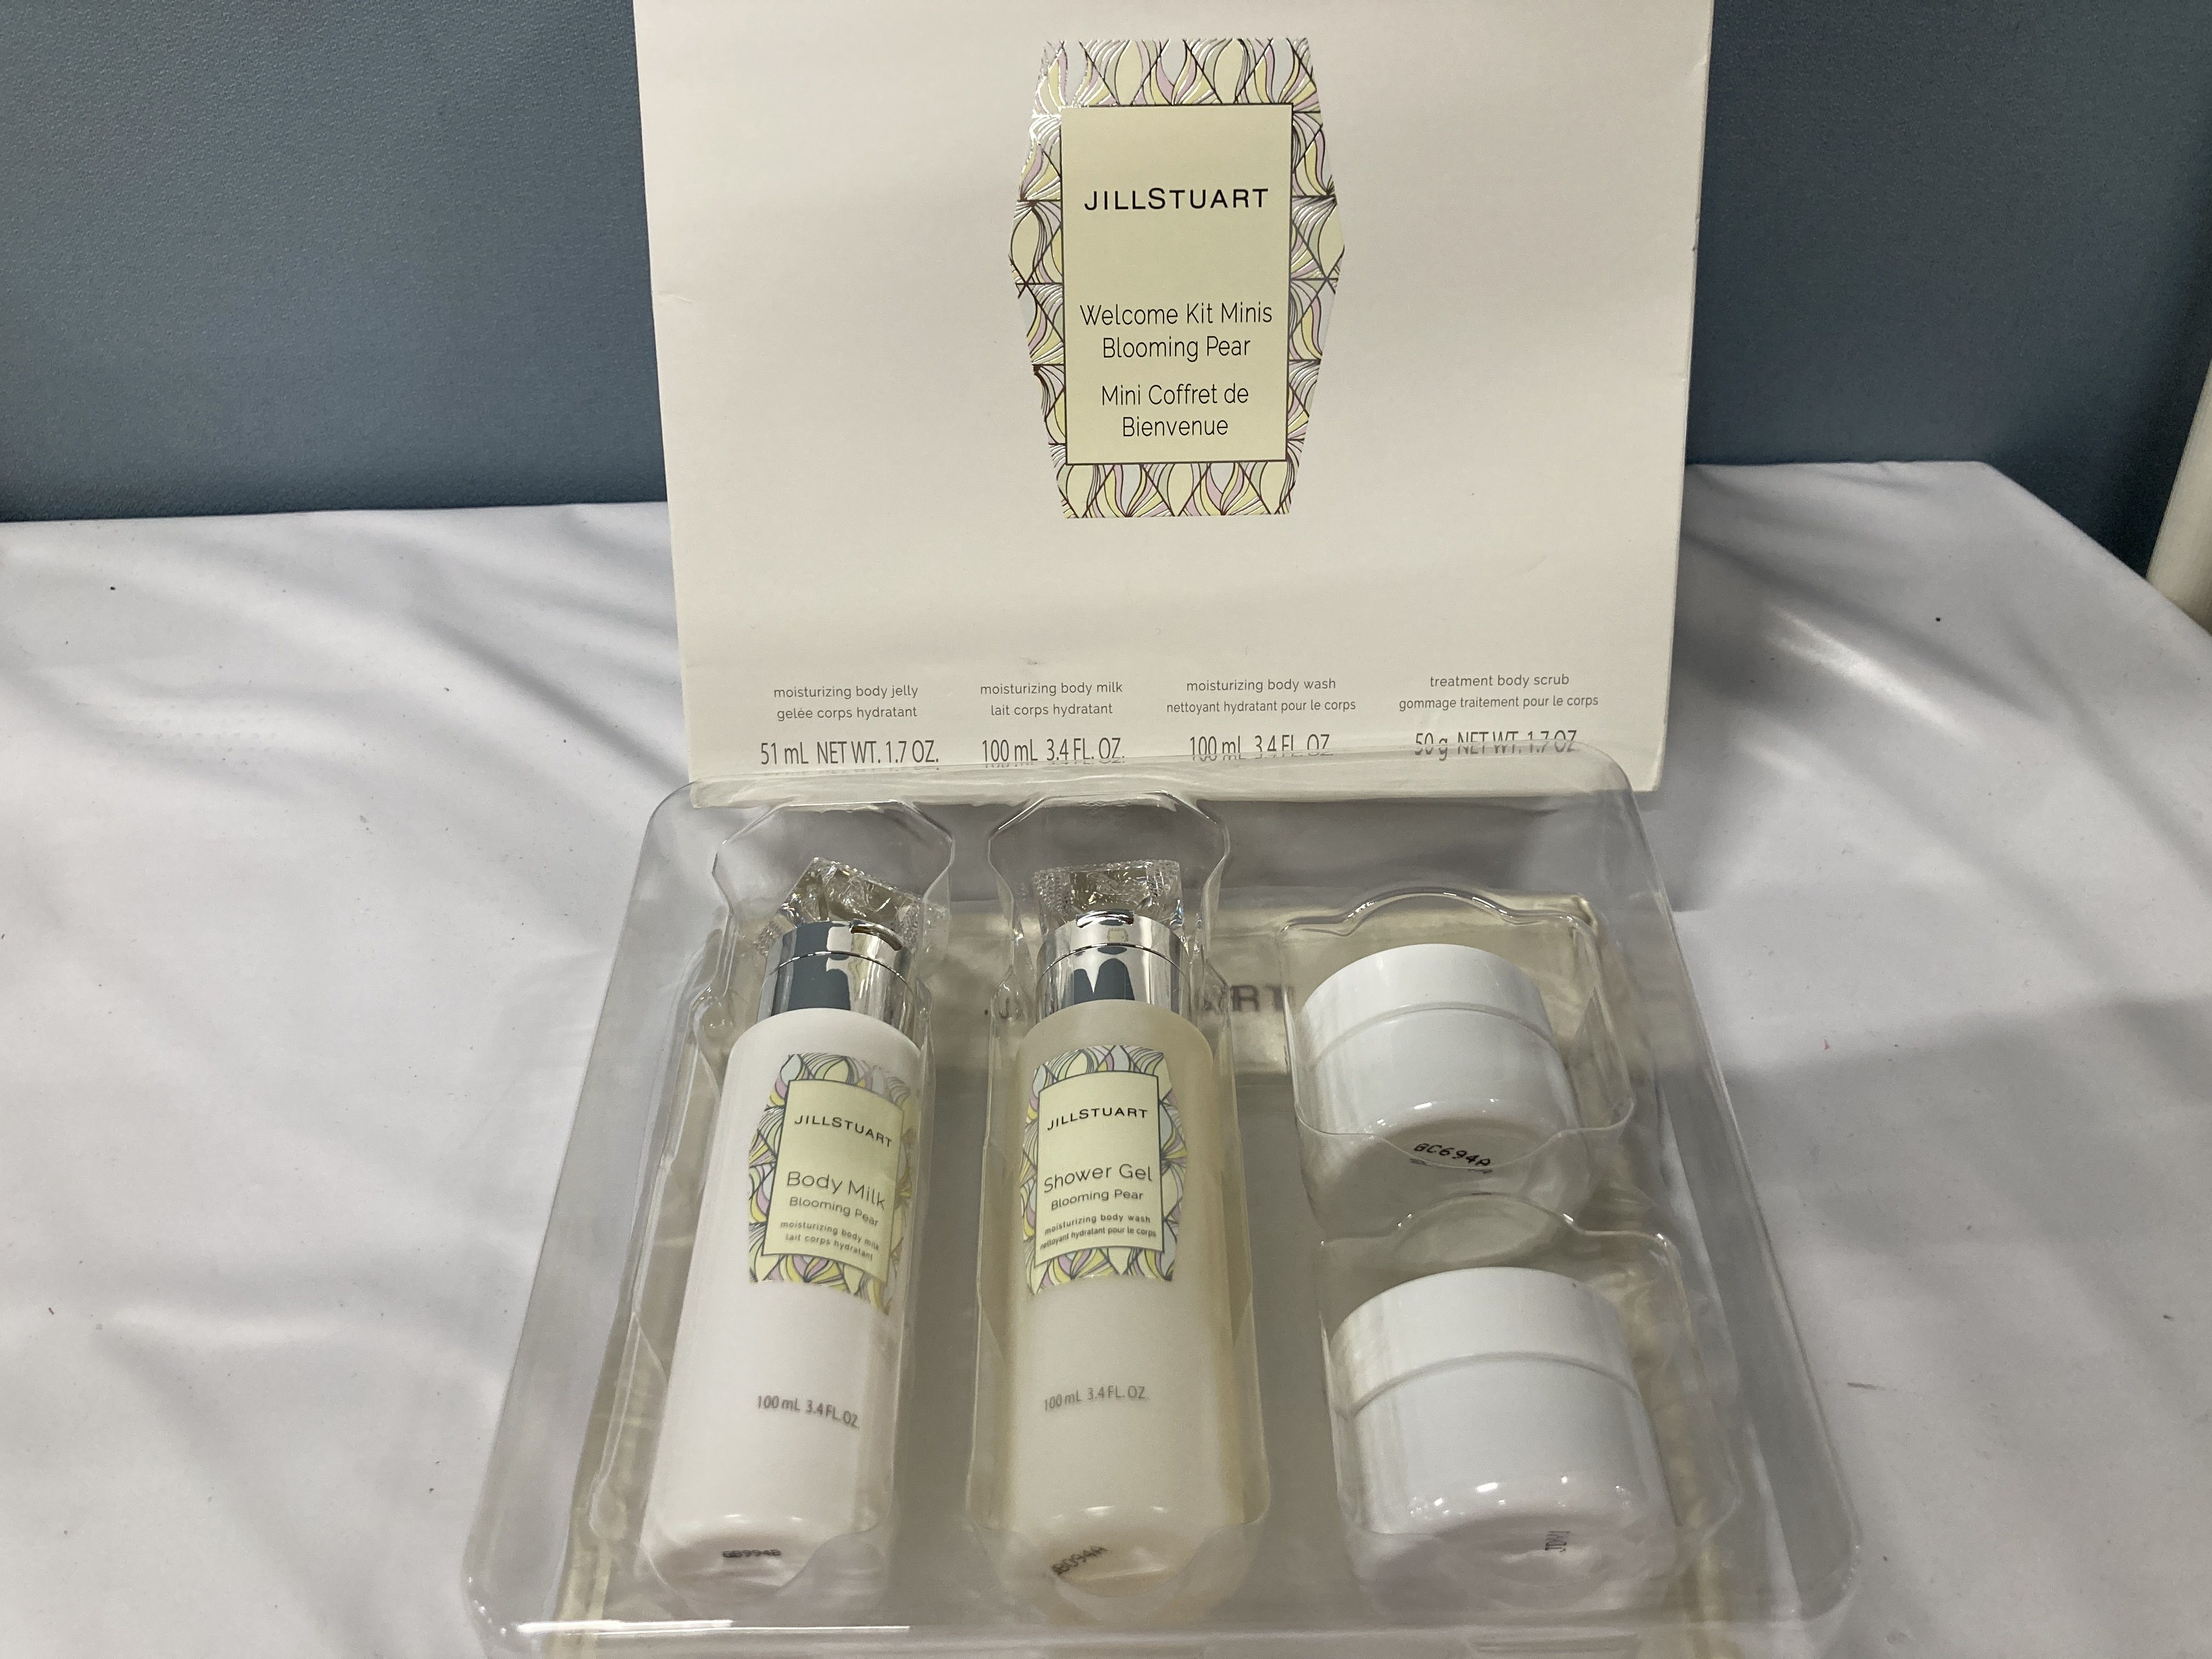 JILLSTUART
Welcome Kit Minis
Blooming Pear
Mini Coffret de
Bienvenue
moisturizing body jelly
gelée corps hydratant
51 mL NET WT. 1.7 OZ.
moisturizing body milk
lait corps hydratant
100 mL 3.4 FL. OZ.
moisturizing body wash
nettoyant hydratant pour le corps
100 mL 3.4 FL. OZ.
treatment body scrub
gommage traitement pour le corps
50 g NET WT. 1.7 OZ.
JILLSTUART
Body Milk
Blooming Pear
moisturizing body milk
lait corps hydratant
100 mL 3.4 FL. OZ.
JILLSTUART
Shower Gel
Blooming Pear
moisturizing body wash
nettoyant hydratant pour le corps
100 mL 3.4 FL. OZ.
BC694A